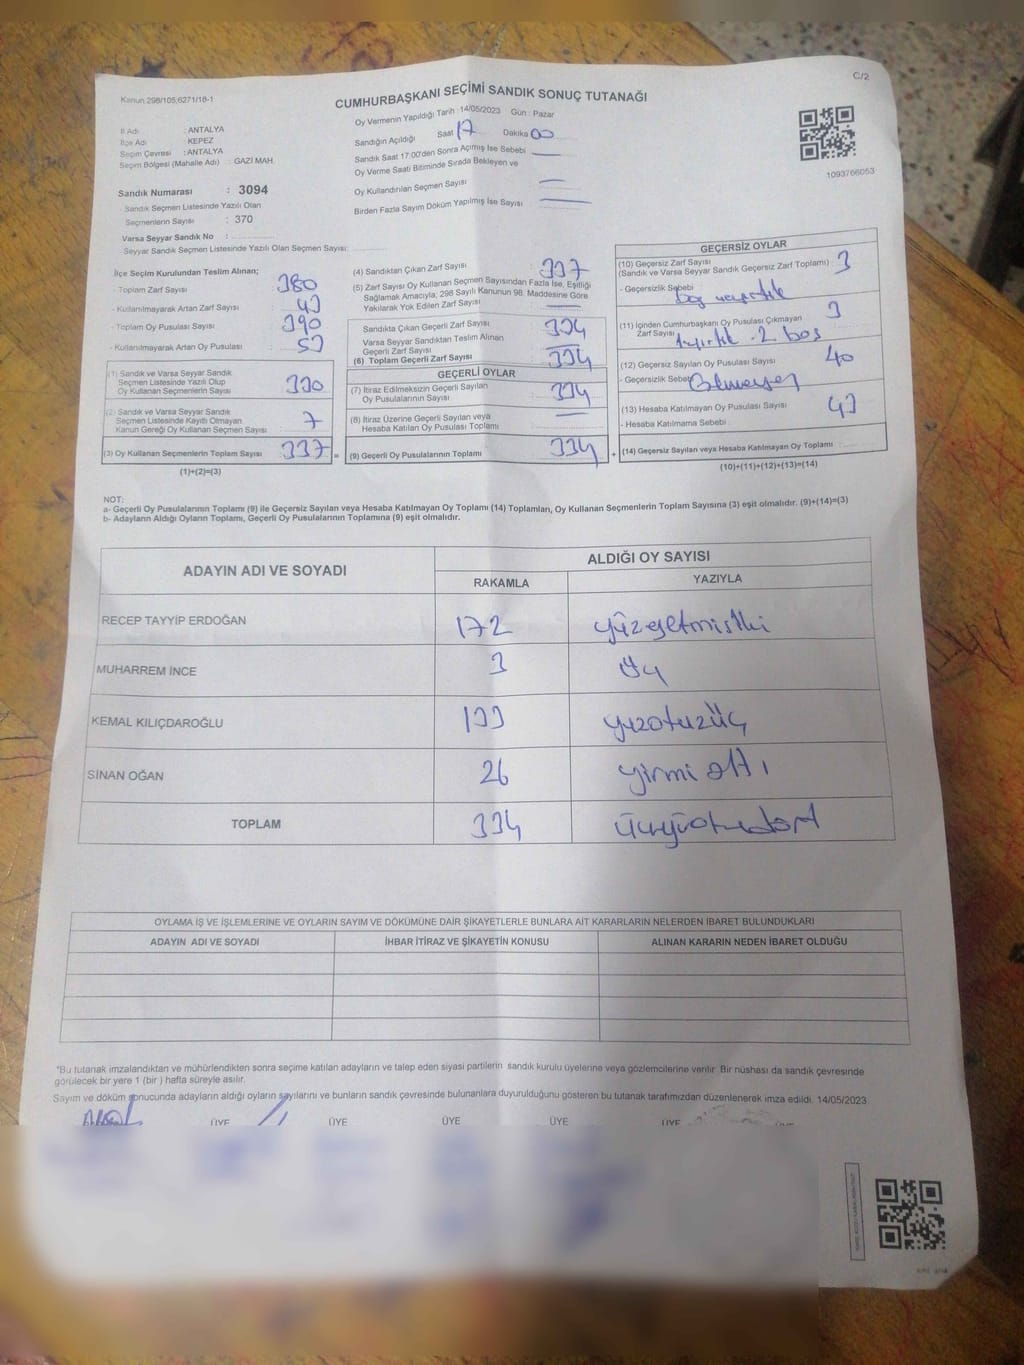 Kanun 298/105,6271/18-1
C/2
CUMHURBAŞKANI SEÇİMİ SANDIK SONUÇ TUTANAĞI
İl Adı : ANTALYA
İlçe Adı : KEPEZ
Seçim Çevresi : ANTALYA
Seçim Bölgesi (Mahalle Adı) : GAZİ MAH.
Oy Vermenin Yapıldığı Tarih : 14/05/2023 Gün : Pazar
Sandığın Açıldığı Saat 17 Dakika 00
Sandık Saat 17.00'den Sonra Açımış İse Sebebi
Oy Verme Saati Bitiminde Sırada Bekleyen ve
Oy Kullandırılan Seçmen Sayısı
Birden Fazla Sayım Döküm Yapılmış İse Sayısı
1093766053
Sandık Numarası : 3094
Sandık Seçmen Listesinde Yazılı Olan
Seçmenlerin Sayısı : 370
Varsa Seyyar Sandık No :
Seyyar Sandık Seçmen Listesinde Yazılı Olan Seçmen Sayısı:
İlçe Seçim Kurulundan Teslim Alınan;
- Toplam Zarf Sayısı 380
- Kullanılmayarak Artan Zarf Sayısı 43
- Toplam Oy Pusulası Sayısı 390
- Kullanılmayarak Artan Oy Pusulası 53
(1) Sandık ve Varsa Seyyar Sandık
Seçmen Listesinde Yazılı Olup
Oy Kullanan Seçmenlerin Sayısı 330
(2) Sandık ve Varsa Seyyar Sandık
Seçmen Listesinde Kayıtlı Olmayan
Kanun Gereği Oy Kullanan Seçmen Sayısı 7
(3) Oy Kullanan Seçmenlerin Toplam Sayısı 337
(1)+(2)=(3)
(4) Sandıktan Çıkan Zarf Sayısı : 337
(5) Zarf Sayısı Oy Kullanan Seçmen Sayısından Fazla İse, Eşitliği
Sağlamak Amacıyla; 298 Sayılı Kanunun 98. Maddesine Göre
Yakılarak Yok Edilen Zarf Sayısı
Sandıkta Çıkan Geçerli Zarf Sayısı 334
Varsa Seyyar Sandıktan Teslim Alınan
Geçerli Zarf Sayısı
(6) Toplam Geçerli Zarf Sayısı 334
GEÇERLİ OYLAR
(7) İtiraz Edilmeksizin Geçerli Sayılan
Oy Pusulalarının Sayısı 334
(8) İtiraz Üzerine Geçerli Sayılan veya
Hesaba Katılan Oy Pusulası Toplamı
(9) Geçerli Oy Pusulalarının Toplamı 334
GEÇERSİZ OYLAR
(10) Geçersiz Zarf Sayısı
(Sandık ve Varsa Seyyar Sandık Geçersiz Zarf Toplamı) 3
- Geçersizlik Sebebi
(11) İçinden Cumhurbaşkanı Oy Pusulası Çıkmayan
Zarf Sayısı 3
1 yırtık 2 boş
(12) Geçersiz Sayılan Oy Pusulası Sayısı 40
- Geçersizlik Sebebi
(13) Hesaba Katılmayan Oy Pusulası Sayısı 43
- Hesaba Katılmama Sebebi
(14) Geçersiz Sayılan veya Hesaba Katılmayan Oy Toplamı
(10)+(11)+(12)+(13)=(14)
NOT:
a- Geçerli Oy Pusulalarının Toplamı (9) ile Geçersiz Sayılan veya Hesaba Katılmayan Oy Toplamı (14) Toplamları, Oy Kullanan Seçmenlerin Toplam Sayısına (3) eşit olmalıdır. (9)+(14)=(3)
b- Adayların Aldığı Oyların Toplamı, Geçerli Oy Pusulalarının Toplamına (9) eşit olmalıdır.
ADAYIN ADI VE SOYADI
ALDIĞI OY SAYISI
RAKAMLA YAZIYLA
RECEP TAYYİP ERDOĞAN 172 yüzyetmişiki
MUHARREM İNCE 3 üç
KEMAL KILIÇDAROĞLU 133 yüzotuzüç
SİNAN OĞAN 26 yirmi altı
TOPLAM 334 üçyüzotuzdört
OYLAMA İŞ VE İŞLEMLERİNE VE OYLARIN SAYIM VE DÖKÜMÜNE DAİR ŞİKAYETLERLE BUNLARA AİT KARARLARIN NELERDEN İBARET BULUNDUKLARI
ADAYIN ADI VE SOYADI İHBAR İTİRAZ VE ŞİKAYETİN KONUSU ALINAN KARARIN NEDEN İBARET OLDUĞU
*Bu tutanak imzalandıktan ve mühürlendikten sonra seçime katılan adayların ve talep eden siyasi partilerin sandık kurulu üyelerine veya gözlemcilerine verilir. Bir nüshası da sandık çevresinde
görülecek bir yere 1 (bir) hafta süreyle asılır.
Sayım ve döküm sonucunda adayların aldığı oyların sayılarını ve bunların sandık çevresinde bulunanlara duyurulduğunu gösteren bu tutanak tarafımızdan düzenlenerek imza edildi. 14/05/2023
ÜYE ÜYE ÜYE ÜYE ÜYE